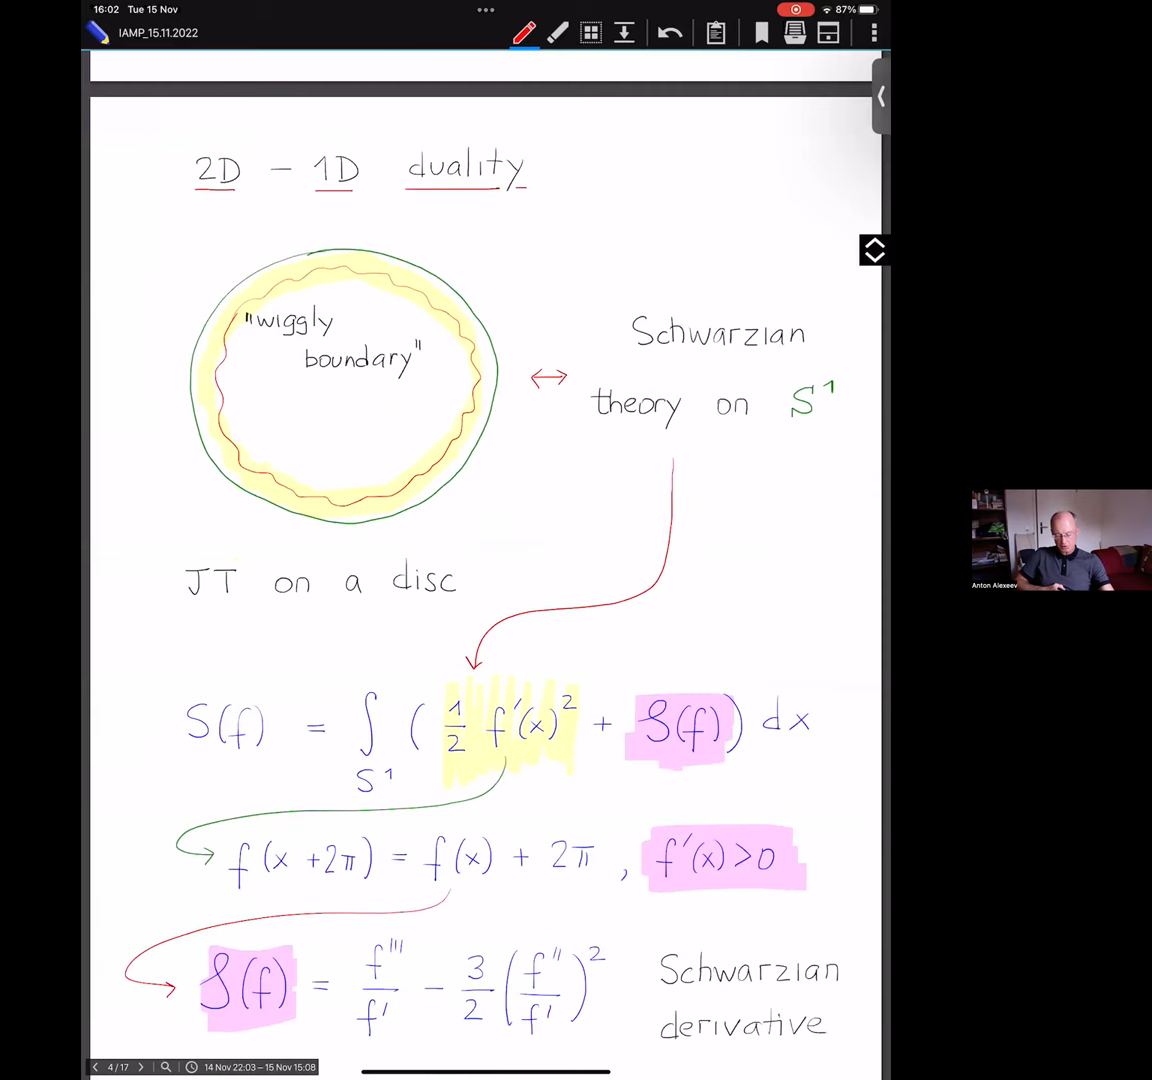 16:02 Tue 15 Nov
87%
IAMP_15.11.2022
2D - 1D duality
"wiggly
boundary"
Schwarzian
theory on S¹
↔
JT on a disc
S(f) = ∫_{S¹} ( 1/2 f'(x)² + S(f) ) dx
f(x + 2π) = f(x) + 2π , f'(x) > 0
S(f) = f'''/f' - 3/2 (f''/f')²
Schwarzian
derivative
Anton Alexeev
4/17
14 Nov 22:03 – 15 Nov 15:08